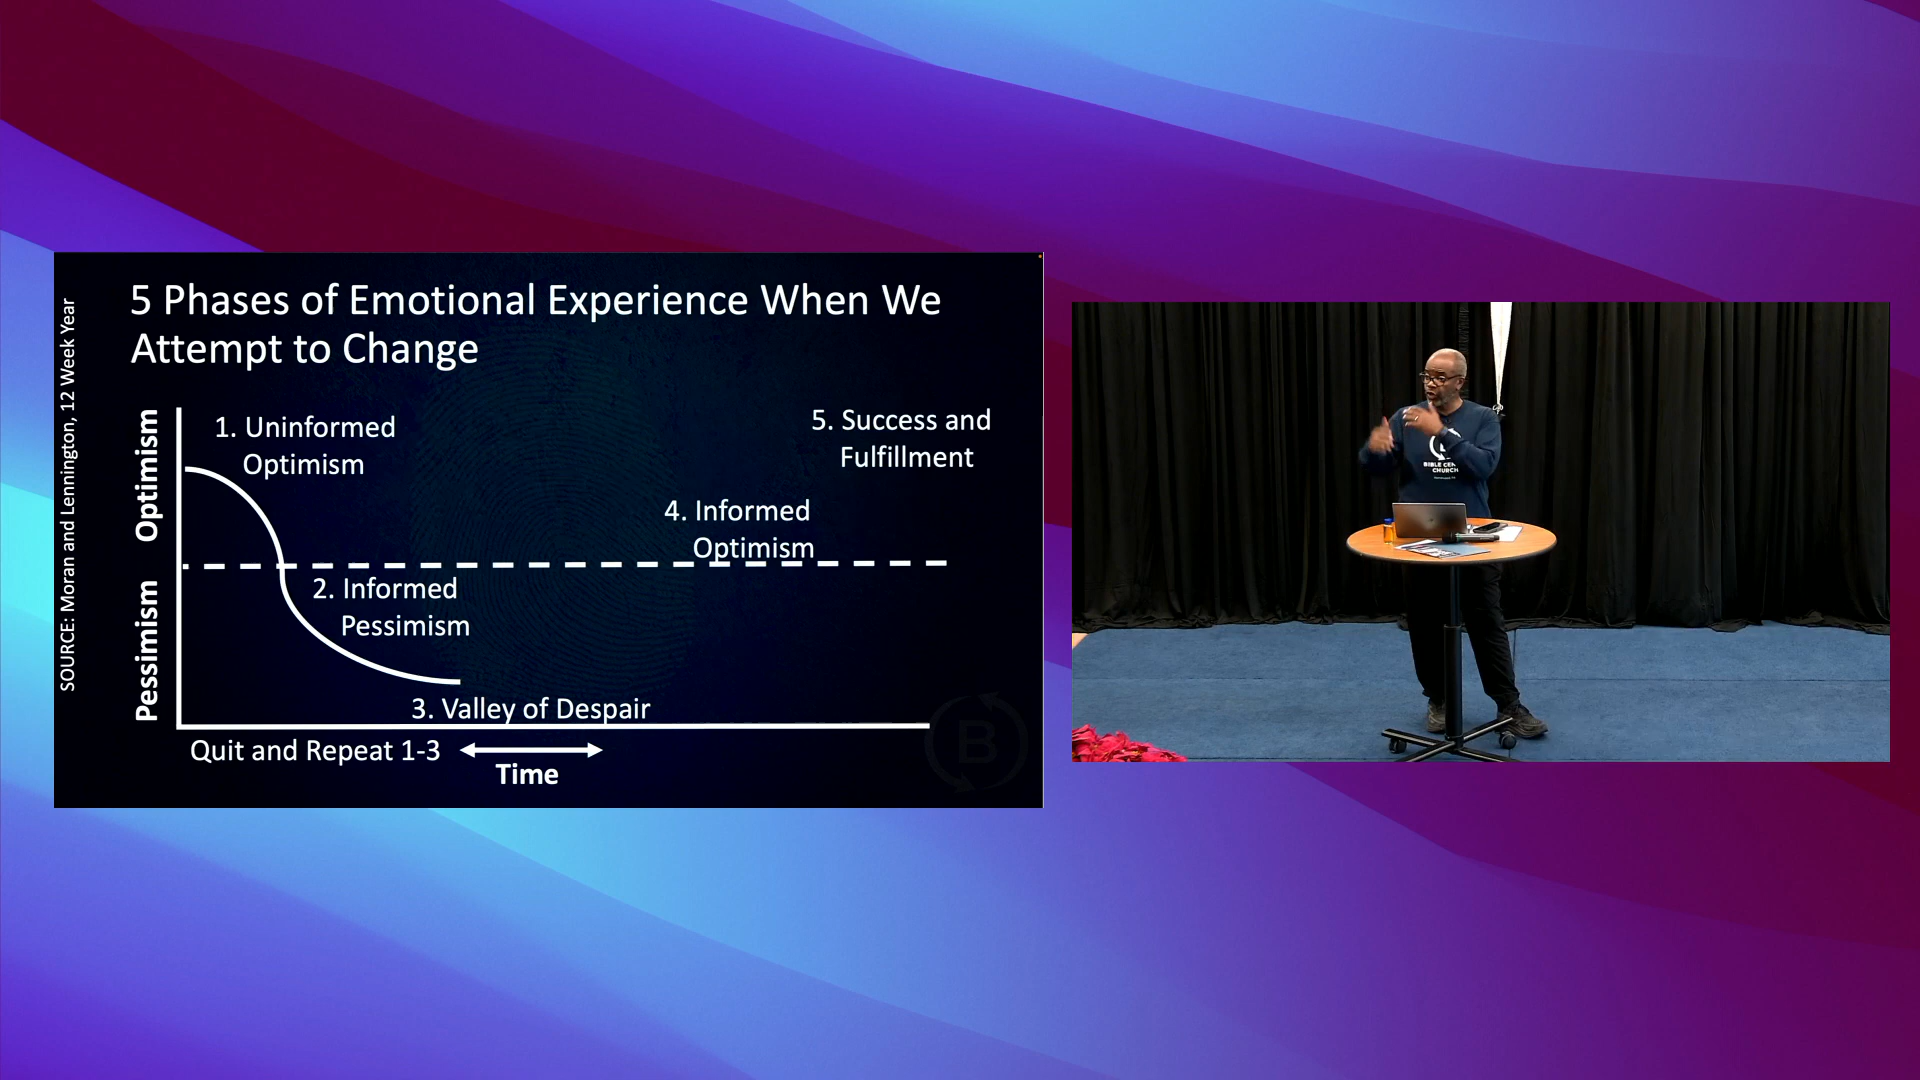 5 Phases of Emotional Experience When We
Attempt to Change
SOURCE: Moran and Lennington, 12 Week Year
Optimism
Pessimism
1. Uninformed
Optimism
2. Informed
Pessimism
3. Valley of Despair
4. Informed
Optimism
5. Success and
Fulfillment
Quit and Repeat 1-3
Time
B
BIBLE CEN
CHURCH